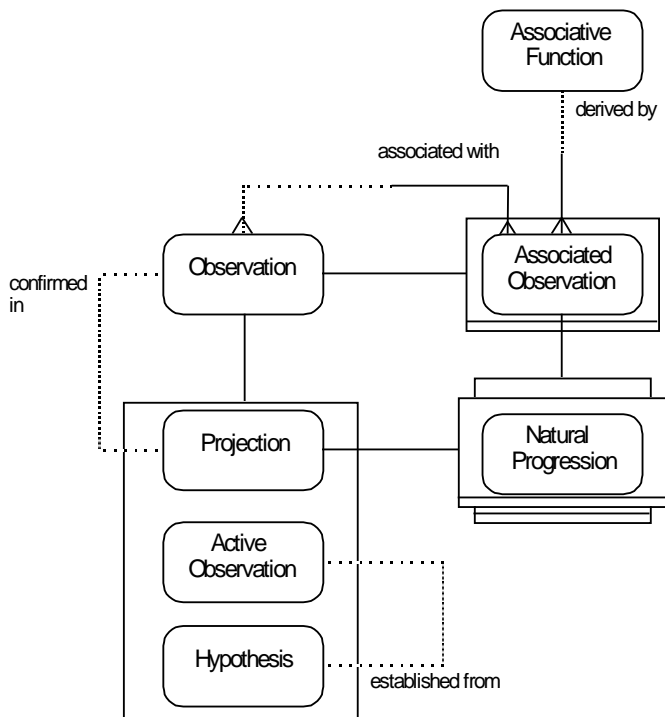 Associative
Function
derived by
associated with
Observation
Associated
Observation
confirmed
in
Projection
Natural
Progression
Active
Observation
Hypothesis
established from